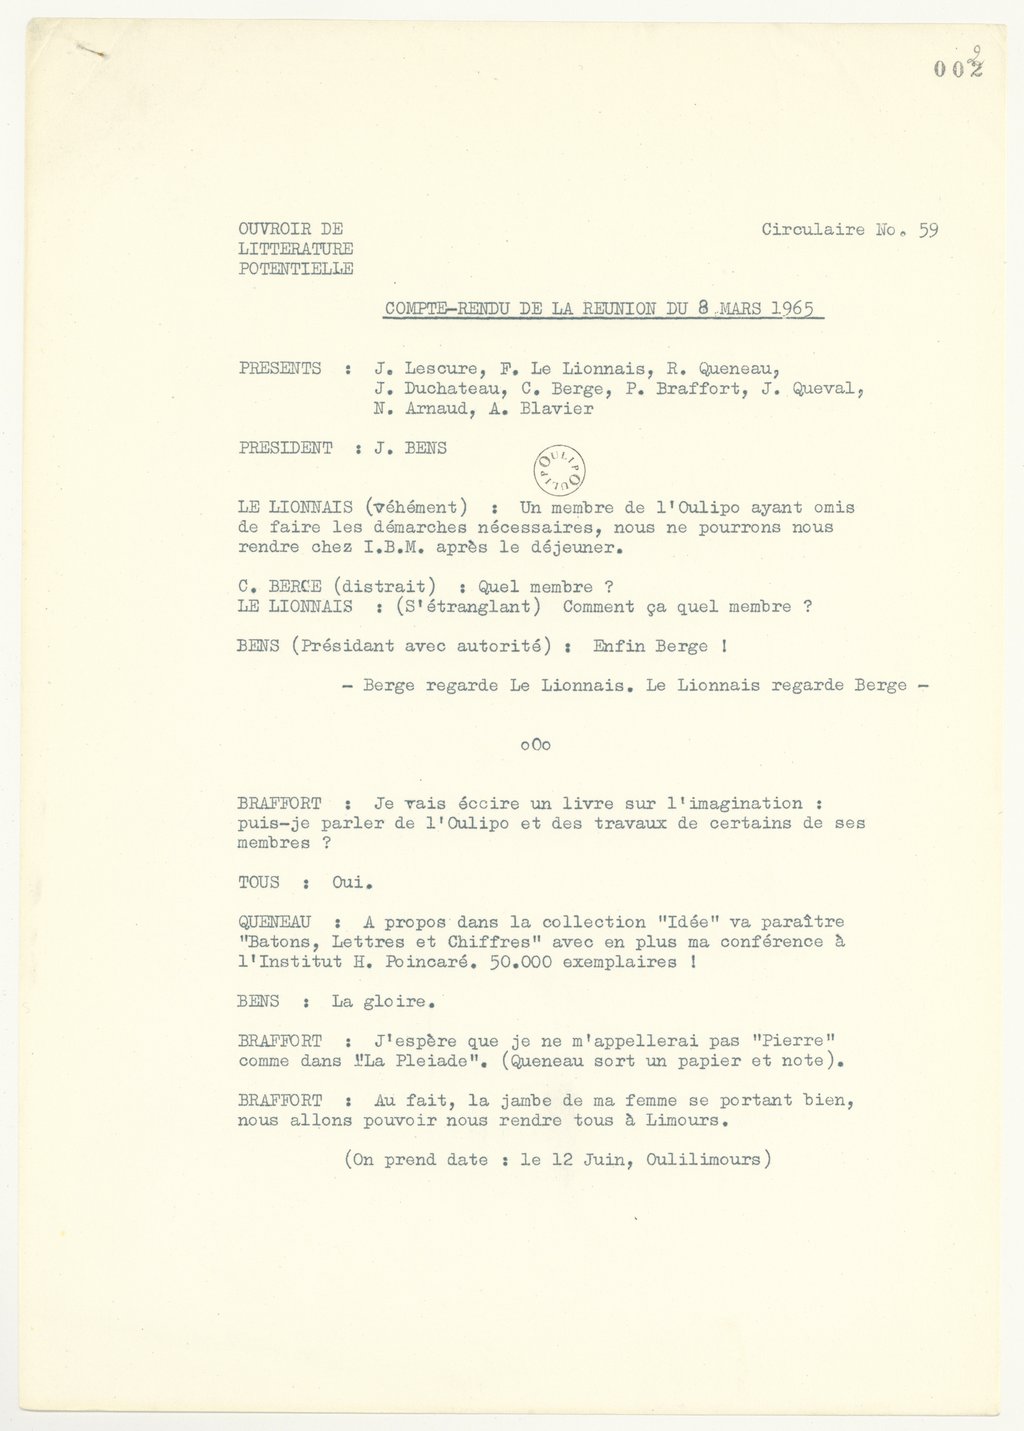 002
2
OUVROIR DE
LITTERATURE
POTENTIELLE
Circulaire No. 59
COMPTE-RENDU DE LA REUNION DU 8 MARS 1965
PRESENTS : J. Lescure, F. Le Lionnais, R. Queneau,
J. Duchateau, C. Berge, P. Braffort, J. Queval,
N. Arnaud, A. Blavier
PRESIDENT : J. BENS
OULIPO OULIPO
LE LIONNAIS (véhément) : Un membre de l'Oulipo ayant omis
de faire les démarches nécessaires, nous ne pourrons nous
rendre chez I.B.M. après le déjeuner.
C. BERGE (distrait) : Quel membre ?
LE LIONNAIS : (S'étranglant) Comment ça quel membre ?
BENS (Présidant avec autorité) : Enfin Berge !
- Berge regarde Le Lionnais. Le Lionnais regarde Berge -
oOo
BRAFFORT : Je vais éccire un livre sur l'imagination :
puis-je parler de l'Oulipo et des travaux de certains de ses
membres ?
TOUS : Oui.
QUENEAU : A propos dans la collection "Idée" va paraître
"Batons, Lettres et Chiffres" avec en plus ma conférence à
l'Institut H. Poincaré. 50.000 exemplaires !
BENS : La gloire.
BRAFFORT : J'espère que je ne m'appellerai pas "Pierre"
comme dans "La Pleiade". (Queneau sort un papier et note).
BRAFFORT : Au fait, la jambe de ma femme se portant bien,
nous allons pouvoir nous rendre tous à Limours.
(On prend date : le 12 Juin, Oulilimours)